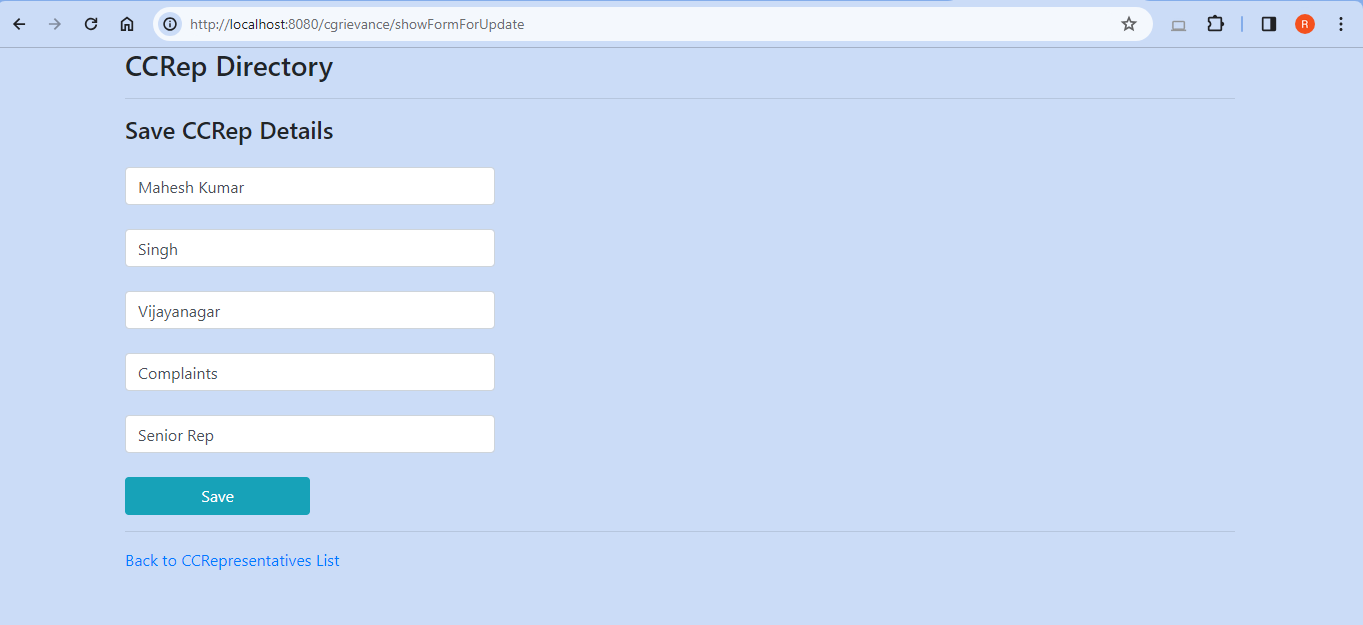 http://localhost:8080/cgrievance/showFormForUpdate
R
CCRep Directory
Save CCRep Details
Mahesh Kumar
Singh
Vijayanagar
Complaints
Senior Rep
Save
Back to CCRepresentatives List